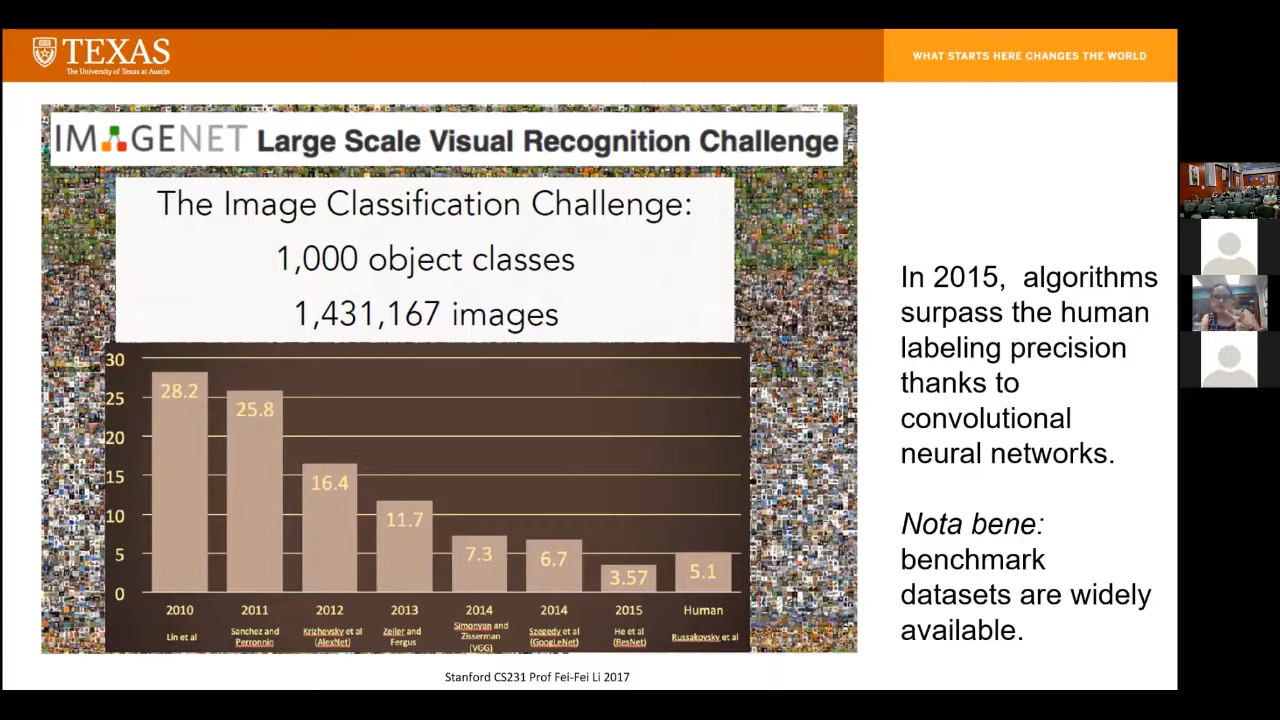 TEXAS
The University of Texas at Austin
WHAT STARTS HERE CHANGES THE WORLD
IMAGENET Large Scale Visual Recognition Challenge
The Image Classification Challenge:
1,000 object classes
1,431,167 images
30
25
20
15
10
5
0
28.2
25.8
16.4
11.7
7.3
6.7
3.57
5.1
2010
Lin et al
2011
Sanchez and
Perronnin
2012
Krizhevsky et al
(AlexNet)
2013
Zeiler and
Fergus
2014
Simonyan and
Zisserman
(VGG)
2014
Szegedy et al
(GoogLeNet)
2015
He et al
(ResNet)
Human
Russakovsky et al
In 2015, algorithms
surpass the human
labeling precision
thanks to
convolutional
neural networks.
Nota bene:
benchmark
datasets are widely
available.
Stanford CS231 Prof Fei-Fei Li 2017